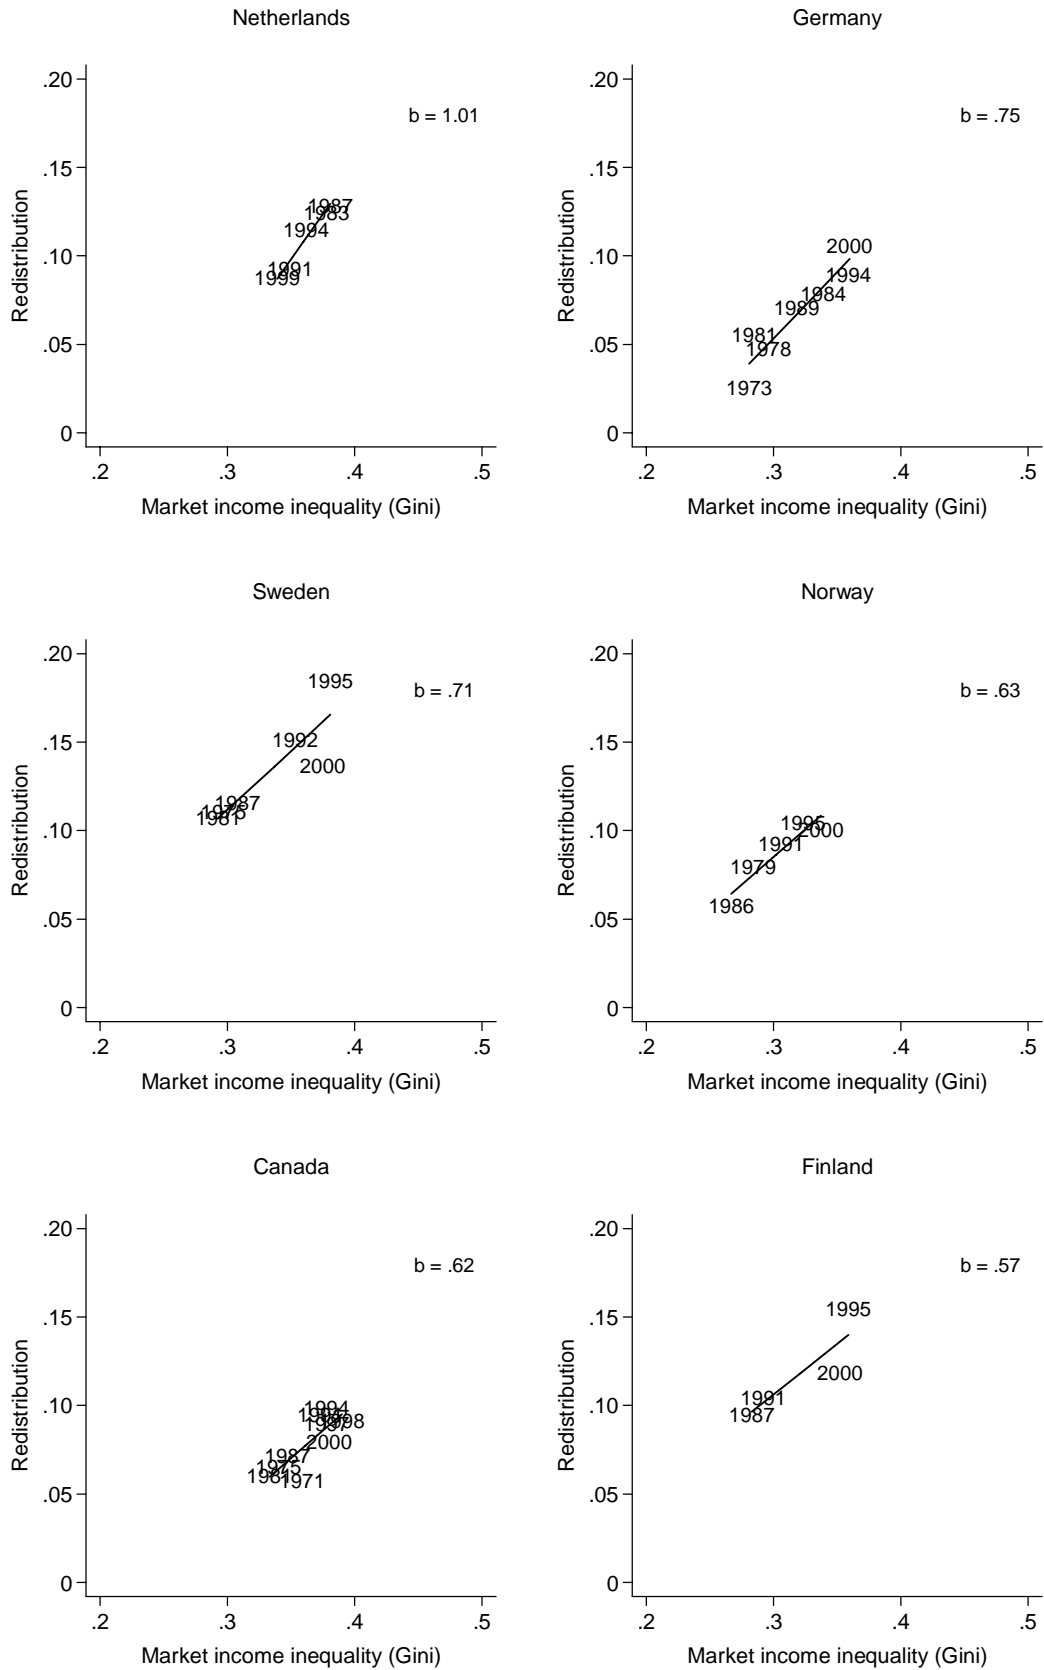 Netherlands
.20
b = 1.01
.15
1987
1983
1994
.10
1991
1999
.05
0
.2 .3 .4 .5
Redistribution
Market income inequality (Gini)
Germany
.20
b = .75
.15
2000
.10
1994
1984
1989
1981
.05
1978
1973
0
.2 .3 .4 .5
Redistribution
Market income inequality (Gini)
Sweden
.20
1995
b = .71
.15
1992
2000
1987
1975
1981
.10
.05
0
.2 .3 .4 .5
Redistribution
Market income inequality (Gini)
Norway
.20
b = .63
.15
1995
2000
.10
1991
1979
1986
.05
0
.2 .3 .4 .5
Redistribution
Market income inequality (Gini)
Canada
.20
b = .62
.15
1994
.10
1998
2000
1987
1975
1981
1971
.05
0
.2 .3 .4 .5
Redistribution
Market income inequality (Gini)
Finland
.20
b = .57
.15
1995
2000
1991
.10
1987
.05
0
.2 .3 .4 .5
Redistribution
Market income inequality (Gini)